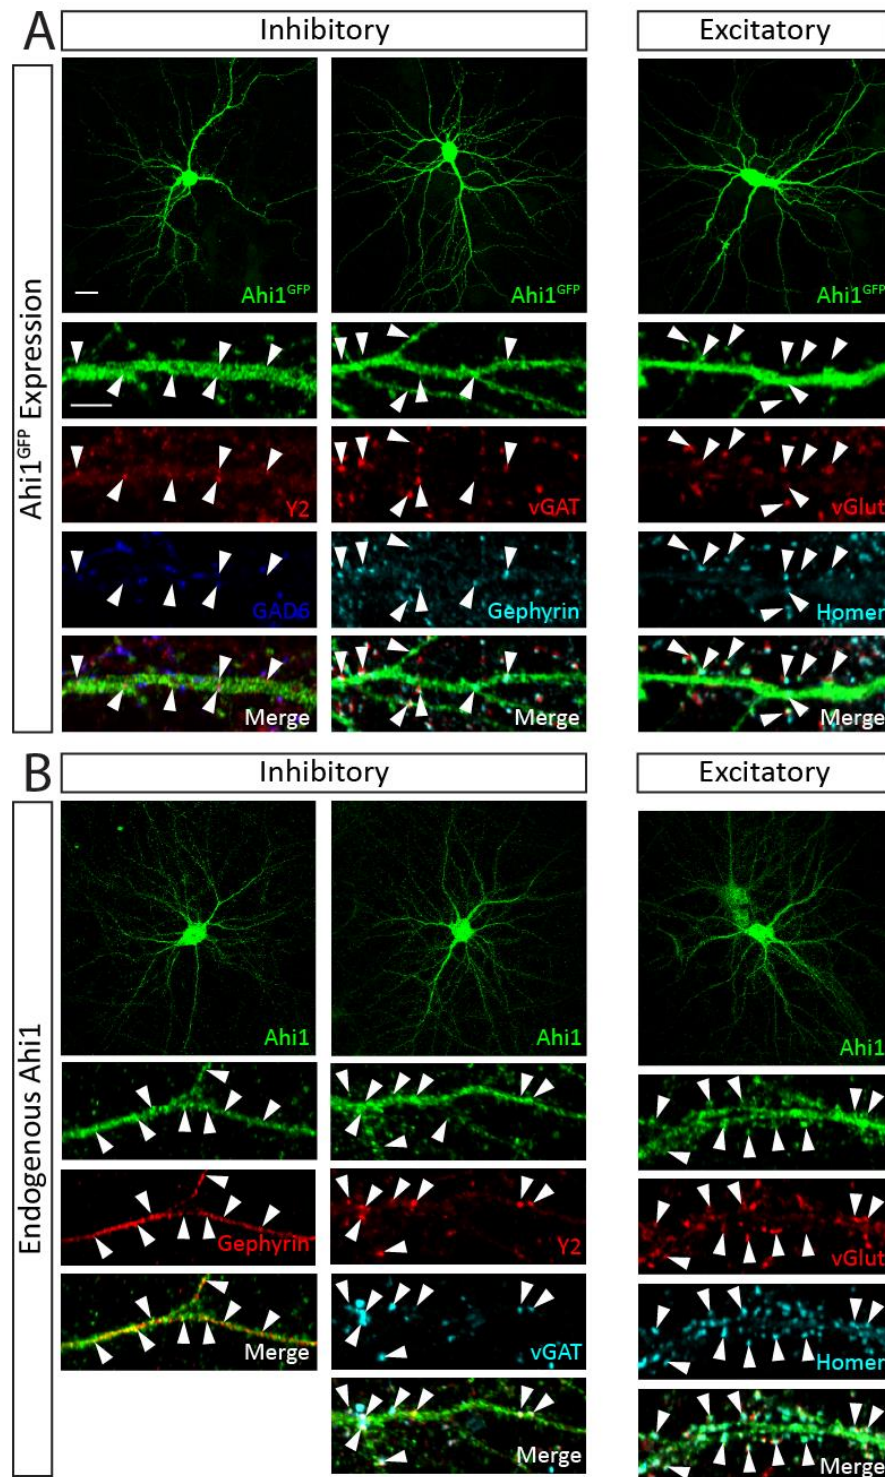 A
Inhibitory
Excitatory
Ahi1GFP Expression
Ahi1GFP
Ahi1GFP
Ahi1GFP
Y2
vGAT
vGlut
GAD6
Gephyrin
Homer
Merge
Merge
Merge
B
Inhibitory
Excitatory
Endogenous Ahi1
Ahi1
Ahi1
Ahi1
Gephyrin
Y2
vGlut
Merge
vGAT
Homer
Merge
Merge